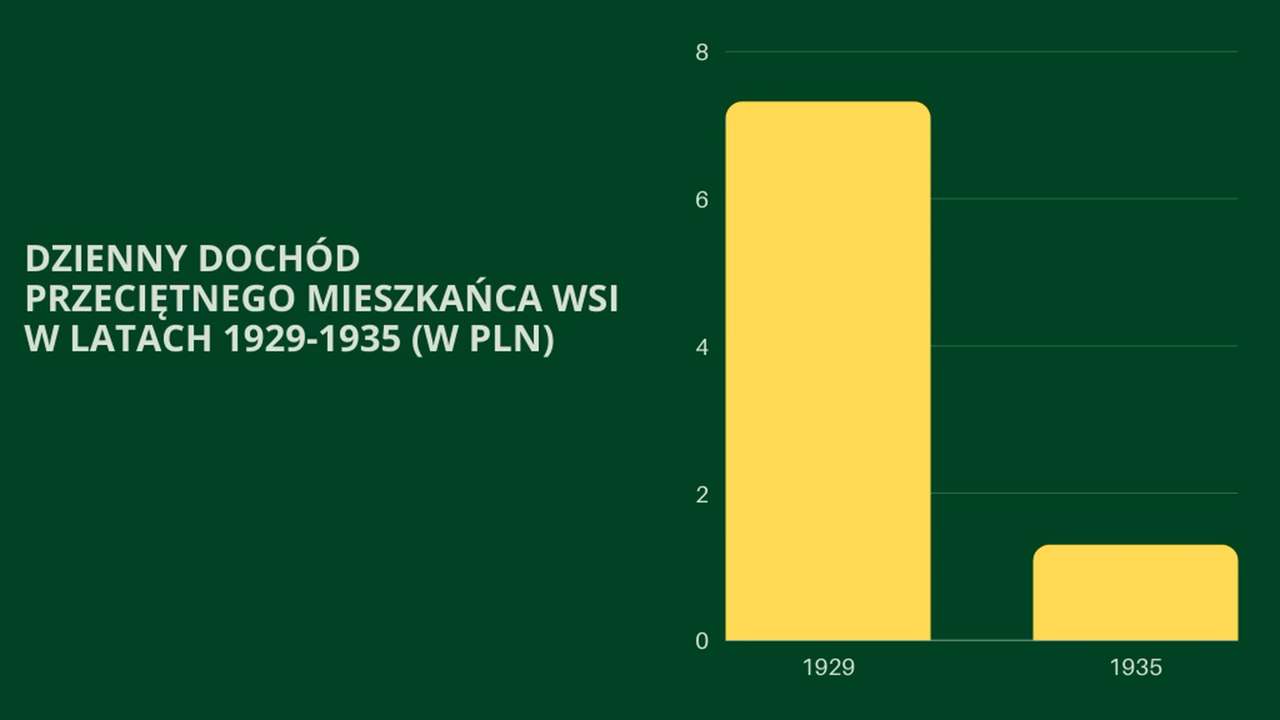 DZIENNY DOCHÓD
PRZECIĘTNEGO MIESZKAŃCA WSI
W LATACH 1929-1935 (W PLN)
8
6
4
2
0
1929
1935